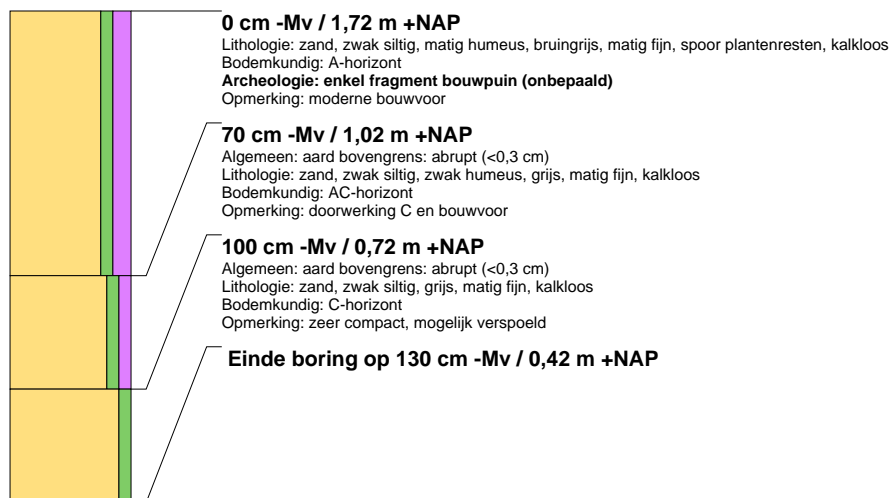 0 cm -Mv / 1,72 m +NAP
Lithologie: zand, zwak siltig, matig humeus, bruingrijs, matig fijn, spoor plantenresten, kalkloos
Bodemkundig: A-horizont
Archeologie: enkel fragment bouwpuin (onbepaald)
Opmerking: moderne bouwvoor
70 cm -Mv / 1,02 m +NAP
Algemeen: aard bovengrens: abrupt (<0,3 cm)
Lithologie: zand, zwak siltig, zwak humeus, grijs, matig fijn, kalkloos
Bodemkundig: AC-horizont
Opmerking: doorwerking C en bouwvoor
100 cm -Mv / 0,72 m +NAP
Algemeen: aard bovengrens: abrupt (<0,3 cm)
Lithologie: zand, zwak siltig, grijs, matig fijn, kalkloos
Bodemkundig: C-horizont
Opmerking: zeer compact, mogelijk verspoeld
Einde boring op 130 cm -Mv / 0,42 m +NAP